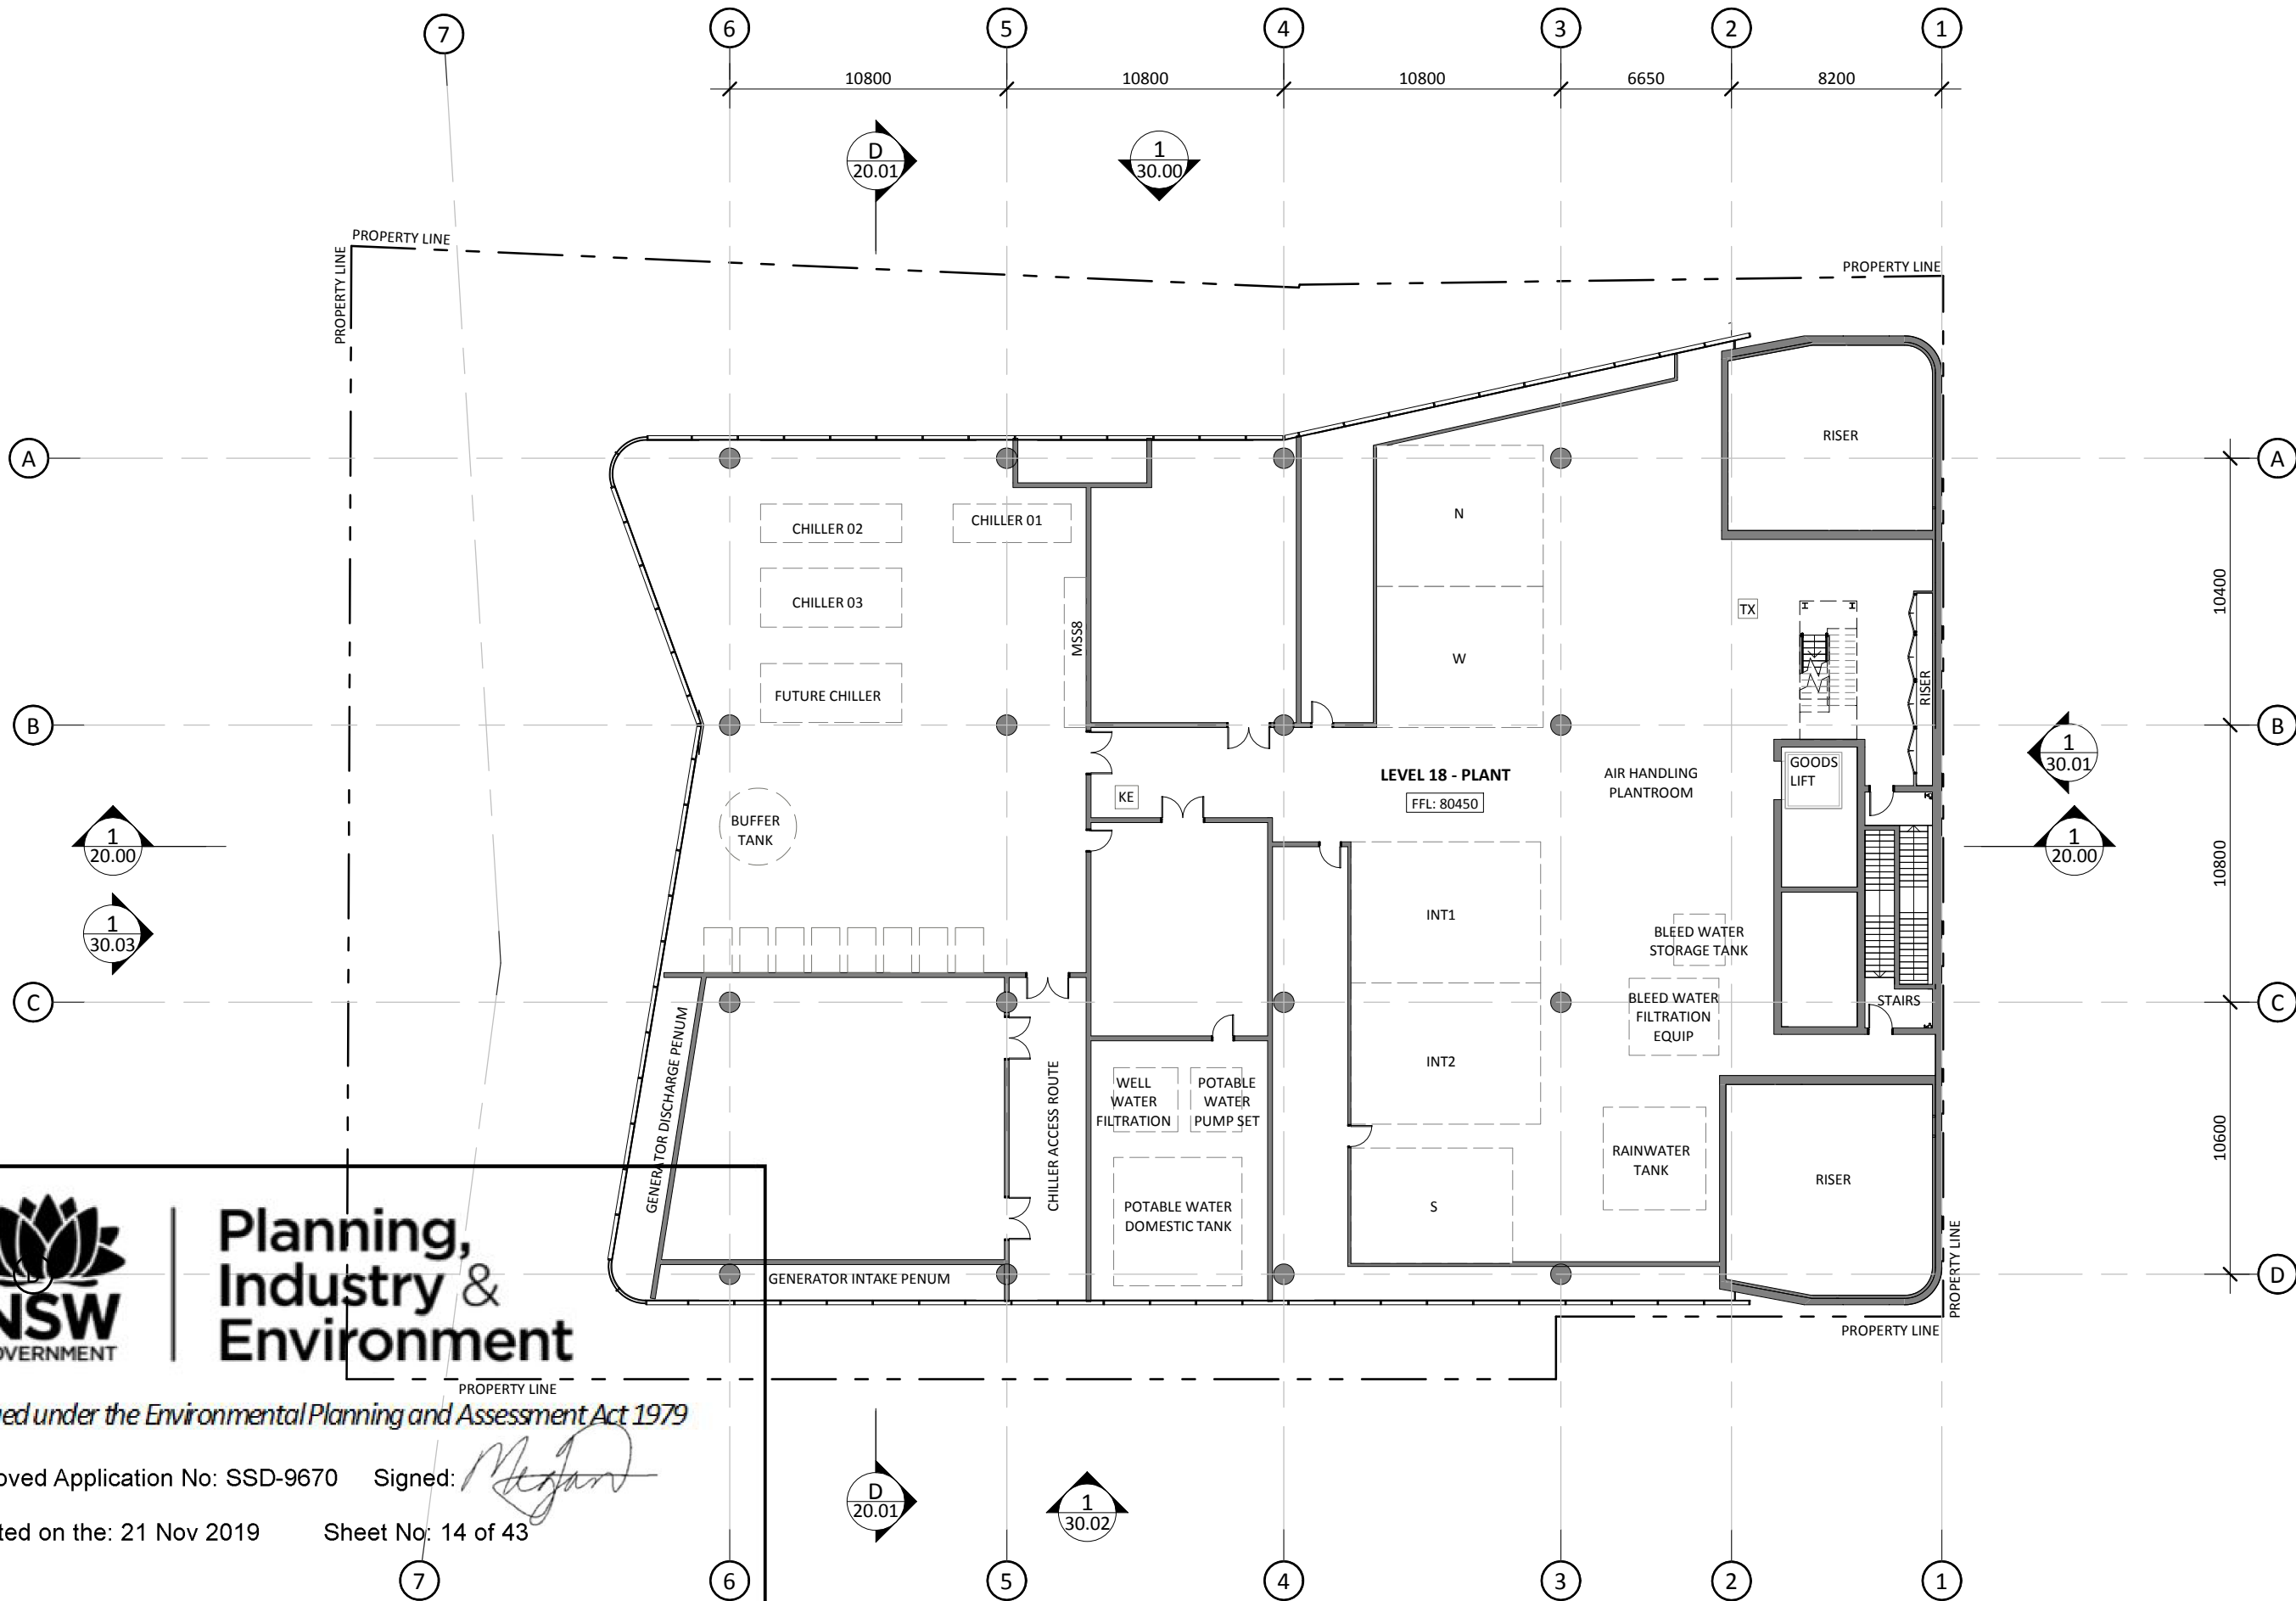 7
6
5
4
3
2
1
10800
10800
10800
6650
8200
D
20.01
1
30.00
PROPERTY LINE
PROPERTY LINE
PROPERTY LINE
A
A
RISER
N
CHILLER 02
CHILLER 01
CHILLER 03
TX
10400
MSS8
W
FUTURE CHILLER
RISER
B
B
LEVEL 18 - PLANT
FFL: 80450
AIR HANDLING
PLANTROOM
GOODS
LIFT
1
30.01
KE
BUFFER
TANK
1
20.00
1
20.00
10800
1
30.03
INT1
BLEED WATER
STORAGE TANK
C
C
BLEED WATER
FILTRATION
EQUIP
STAIRS
GENERATOR DISCHARGE PENUM
CHILLER ACCESS ROUTE
INT2
WELL
WATER
FILTRATION
POTABLE
WATER
PUMP SET
10600
RAINWATER
TANK
RISER
POTABLE WATER
DOMESTIC TANK
S
PROPERTY LINE
GENERATOR INTAKE PENUM
D
D
PROPERTY LINE
NSW
OVERNMENT
Planning,
Industry &
Environment
PROPERTY LINE
ed under the Environmental Planning and Assessment Act 1979
oved Application No: SSD-9670 Signed:
ted on the: 21 Nov 2019 Sheet No: 14 of 43
D
20.01
1
30.02
7
6
5
4
3
2
1